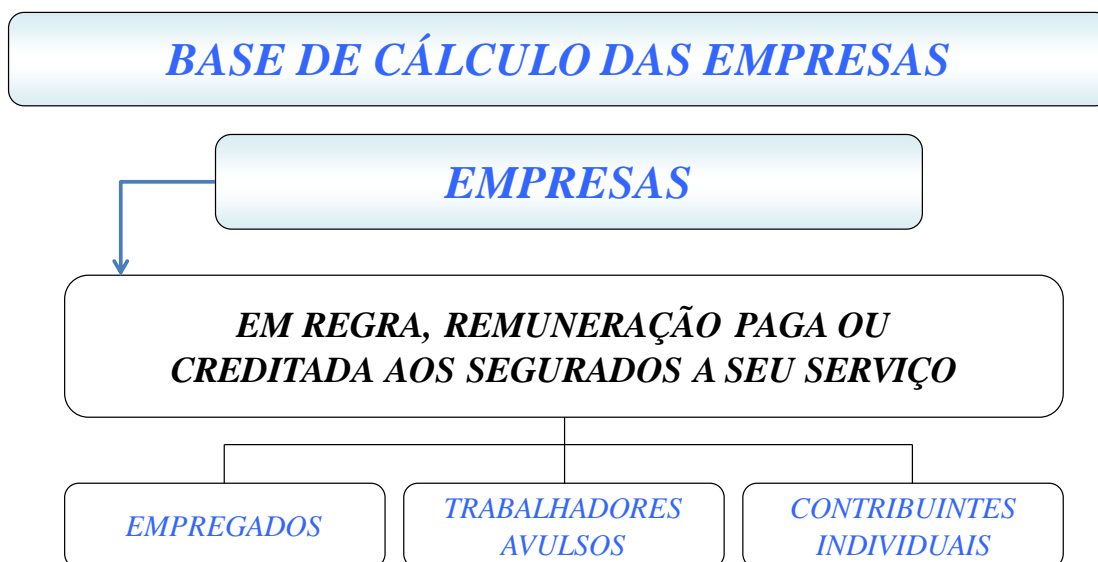 BASE DE CÁLCULO DAS EMPRESAS
EMPRESAS
EM REGRA, REMUNERAÇÃO PAGA OU
CREDITADA AOS SEGURADOS A SEU SERVIÇO
EMPREGADOS
TRABALHADORES
AVULSOS
CONTRIBUINTES
INDIVIDUAIS